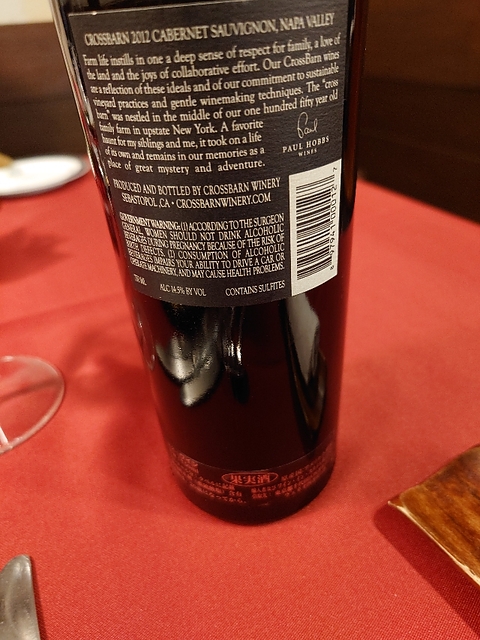 CROSSBARN 2012 CABERNET SAUVIGNON, NAPA VALLEY
Farm life instills in one a deep sense of respect for family, a love of
the land and the joys of collaborative effort. Our CrossBarn wines
are a reflection of these ideals and of our commitment to sustainable
vineyard practices and gentle winemaking techniques. The "cross
barn" was nestled in the middle of our one hundred fifty year old
family farm in upstate New York. A favorite
haunt for my siblings and me, it took on a life
of its own and remains in our memories as a
place of great mystery and adventure.
Paul
PAUL HOBBS
WINES
PRODUCED AND BOTTLED BY CROSSBARN WINERY
SEBASTOPOL, CA • CROSSBARNWINERY.COM
GOVERNMENT WARNING: (1) ACCORDING TO THE SURGEON
GENERAL, WOMEN SHOULD NOT DRINK ALCOHOLIC
BEVERAGES DURING PREGNANCY BECAUSE OF THE RISK OF
BIRTH DEFECTS. (2) CONSUMPTION OF ALCOHOLIC
BEVERAGES IMPAIRS YOUR ABILITY TO DRIVE A CAR OR
OPERATE MACHINERY, AND MAY CAUSE HEALTH PROBLEMS.
750 ML ALC 14.5% BY VOL CONTAINS SULFITES
果実酒